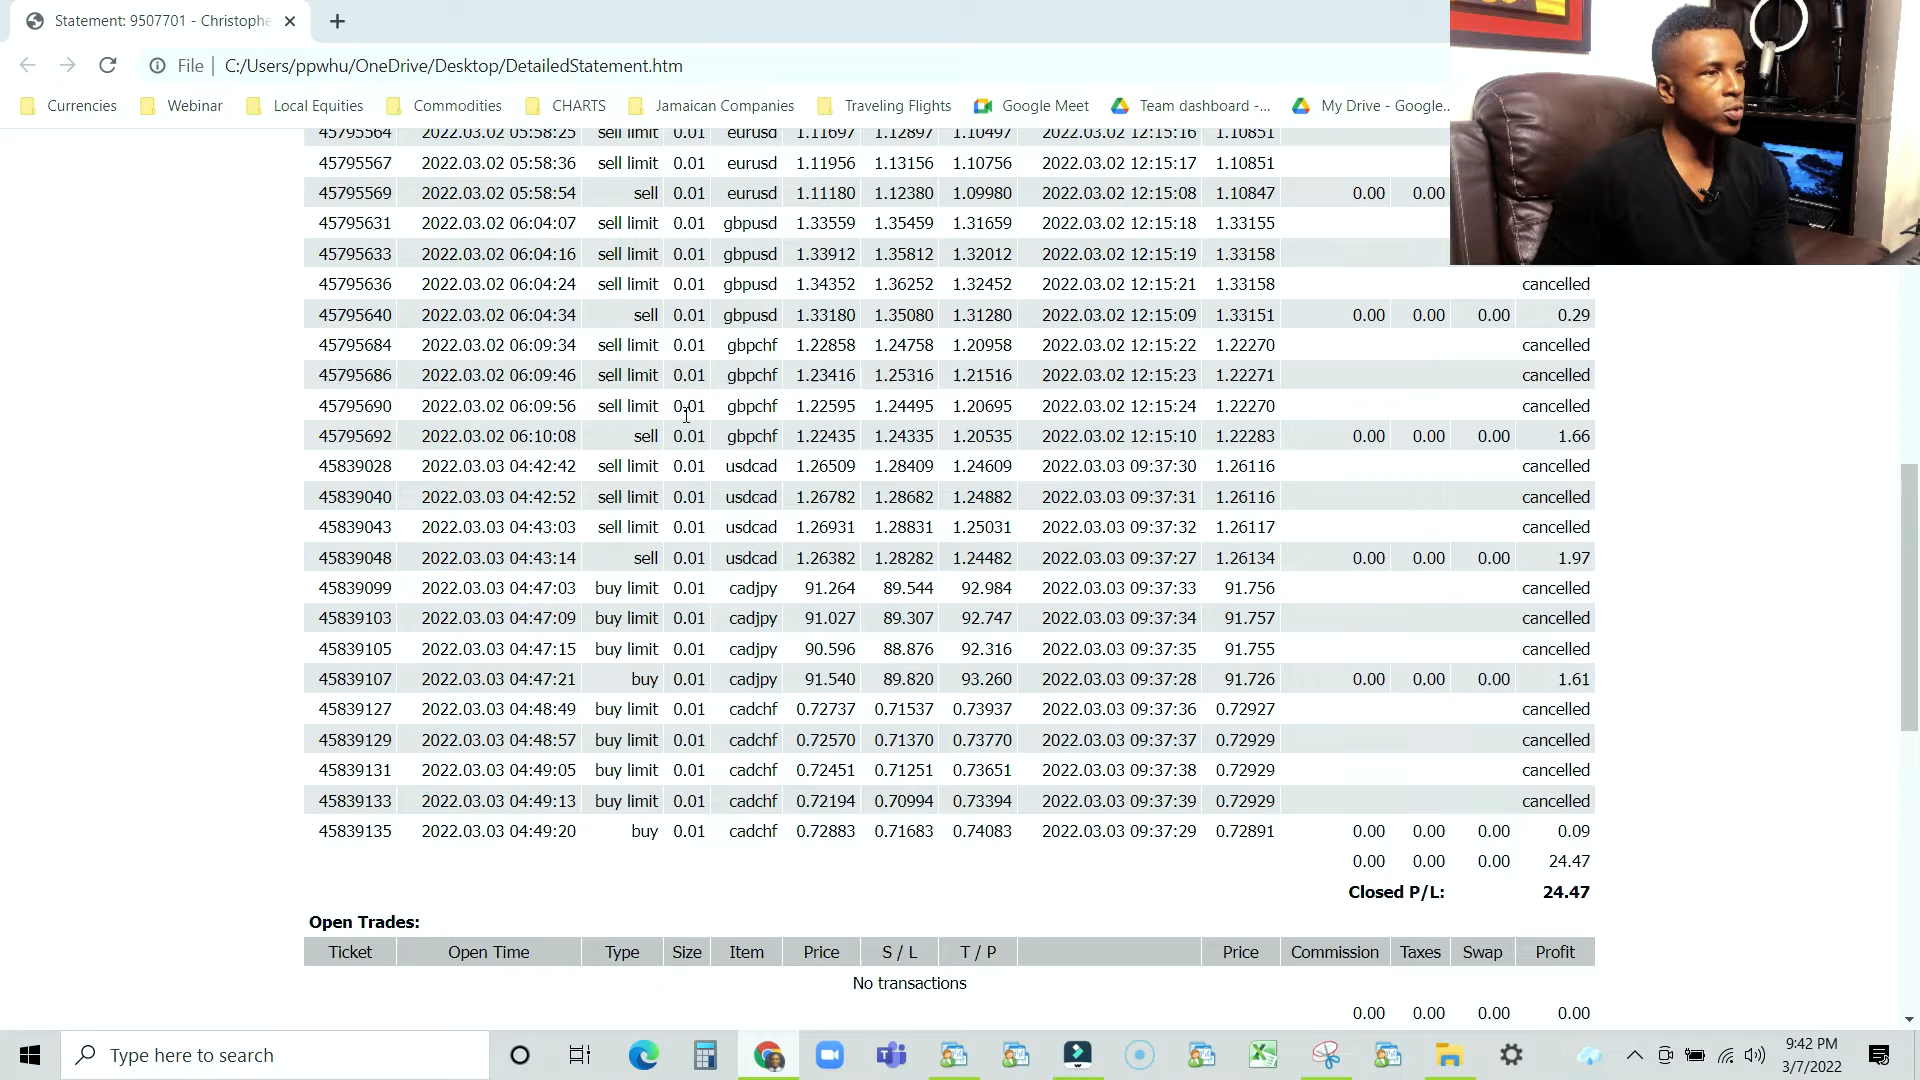 Statement: 9507701 - Christophe
File C:/Users/ppwhu/OneDrive/Desktop/DetailedStatement.htm
Currencies Webinar Local Equities Commodities CHARTS Jamaican Companies Traveling Flights Google Meet Team dashboard -... My Drive - Google...
45795564 2022.03.02 05:58:25 sell limit 0.01 eurusd 1.11697 1.12897 1.10497 2022.03.02 12:15:16 1.10851
45795567 2022.03.02 05:58:36 sell limit 0.01 eurusd 1.11956 1.13156 1.10756 2022.03.02 12:15:17 1.10851
45795569 2022.03.02 05:58:54 sell 0.01 eurusd 1.11180 1.12380 1.09980 2022.03.02 12:15:08 1.10847 0.00 0.00
45795631 2022.03.02 06:04:07 sell limit 0.01 gbpusd 1.33559 1.35459 1.31659 2022.03.02 12:15:18 1.33155
45795633 2022.03.02 06:04:16 sell limit 0.01 gbpusd 1.33912 1.35812 1.32012 2022.03.02 12:15:19 1.33158
45795636 2022.03.02 06:04:24 sell limit 0.01 gbpusd 1.34352 1.36252 1.32452 2022.03.02 12:15:21 1.33158 cancelled
45795640 2022.03.02 06:04:34 sell 0.01 gbpusd 1.33180 1.35080 1.31280 2022.03.02 12:15:09 1.33151 0.00 0.00 0.00 0.29
45795684 2022.03.02 06:09:34 sell limit 0.01 gbpchf 1.22858 1.24758 1.20958 2022.03.02 12:15:22 1.22270 cancelled
45795686 2022.03.02 06:09:46 sell limit 0.01 gbpchf 1.23416 1.25316 1.21516 2022.03.02 12:15:23 1.22271 cancelled
45795690 2022.03.02 06:09:56 sell limit 0.01 gbpchf 1.22595 1.24495 1.20695 2022.03.02 12:15:24 1.22270 cancelled
45795692 2022.03.02 06:10:08 sell 0.01 gbpchf 1.22435 1.24335 1.20535 2022.03.02 12:15:10 1.22283 0.00 0.00 0.00 1.66
45839028 2022.03.03 04:42:42 sell limit 0.01 usdcad 1.26509 1.28409 1.24609 2022.03.03 09:37:30 1.26116 cancelled
45839040 2022.03.03 04:42:52 sell limit 0.01 usdcad 1.26782 1.28682 1.24882 2022.03.03 09:37:31 1.26116 cancelled
45839043 2022.03.03 04:43:03 sell limit 0.01 usdcad 1.26931 1.28831 1.25031 2022.03.03 09:37:32 1.26117 cancelled
45839048 2022.03.03 04:43:14 sell 0.01 usdcad 1.26382 1.28282 1.24482 2022.03.03 09:37:27 1.26134 0.00 0.00 0.00 1.97
45839099 2022.03.03 04:47:03 buy limit 0.01 cadjpy 91.264 89.544 92.984 2022.03.03 09:37:33 91.756 cancelled
45839103 2022.03.03 04:47:09 buy limit 0.01 cadjpy 91.027 89.307 92.747 2022.03.03 09:37:34 91.757 cancelled
45839105 2022.03.03 04:47:15 buy limit 0.01 cadjpy 90.596 88.876 92.316 2022.03.03 09:37:35 91.755 cancelled
45839107 2022.03.03 04:47:21 buy 0.01 cadjpy 91.540 89.820 93.260 2022.03.03 09:37:28 91.726 0.00 0.00 0.00 1.61
45839127 2022.03.03 04:48:49 buy limit 0.01 cadchf 0.72737 0.71537 0.73937 2022.03.03 09:37:36 0.72927 cancelled
45839129 2022.03.03 04:48:57 buy limit 0.01 cadchf 0.72570 0.71370 0.73770 2022.03.03 09:37:37 0.72929 cancelled
45839131 2022.03.03 04:49:05 buy limit 0.01 cadchf 0.72451 0.71251 0.73651 2022.03.03 09:37:38 0.72929 cancelled
45839133 2022.03.03 04:49:13 buy limit 0.01 cadchf 0.72194 0.70994 0.73394 2022.03.03 09:37:39 0.72929 cancelled
45839135 2022.03.03 04:49:20 buy 0.01 cadchf 0.72883 0.71683 0.74083 2022.03.03 09:37:29 0.72891 0.00 0.00 0.00 0.09
0.00 0.00 0.00 24.47
Closed P/L: 24.47
Open Trades:
Ticket Open Time Type Size Item Price S / L T / P Price Commission Taxes Swap Profit
No transactions
0.00 0.00 0.00 0.00
Type here to search
9:42 PM
3/7/2022